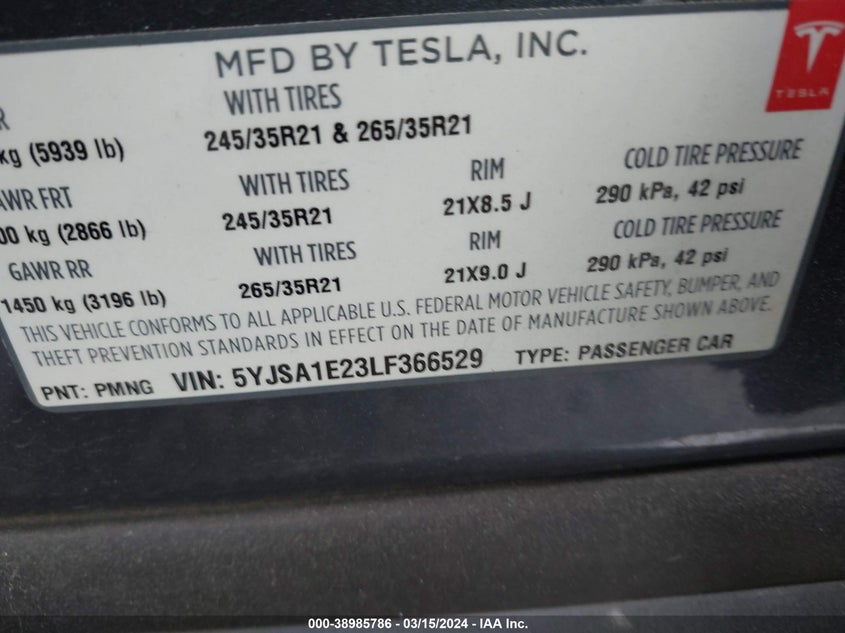 MFD BY TESLA, INC.
TESLA
WITH TIRES
kg (5939 lb) 245/35R21 & 265/35R21
WITH TIRES RIM COLD TIRE PRESSURE
AWR FRT
00 kg (2866 lb) 245/35R21 21X8.5 J 290 kPa, 42 psi
GAWR RR WITH TIRES RIM COLD TIRE PRESSURE
1450 kg (3196 lb) 265/35R21 21X9.0 J 290 kPa, 42 psi
THIS VEHICLE CONFORMS TO ALL APPLICABLE U.S. FEDERAL MOTOR VEHICLE SAFETY, BUMPER, AND
THEFT PREVENTION STANDARDS IN EFFECT ON THE DATE OF MANUFACTURE SHOWN ABOVE.
PNT: PMNG VIN: 5YJSA1E23LF366529 TYPE: PASSENGER CAR
000-38985786 - 03/15/2024 - IAA Inc.